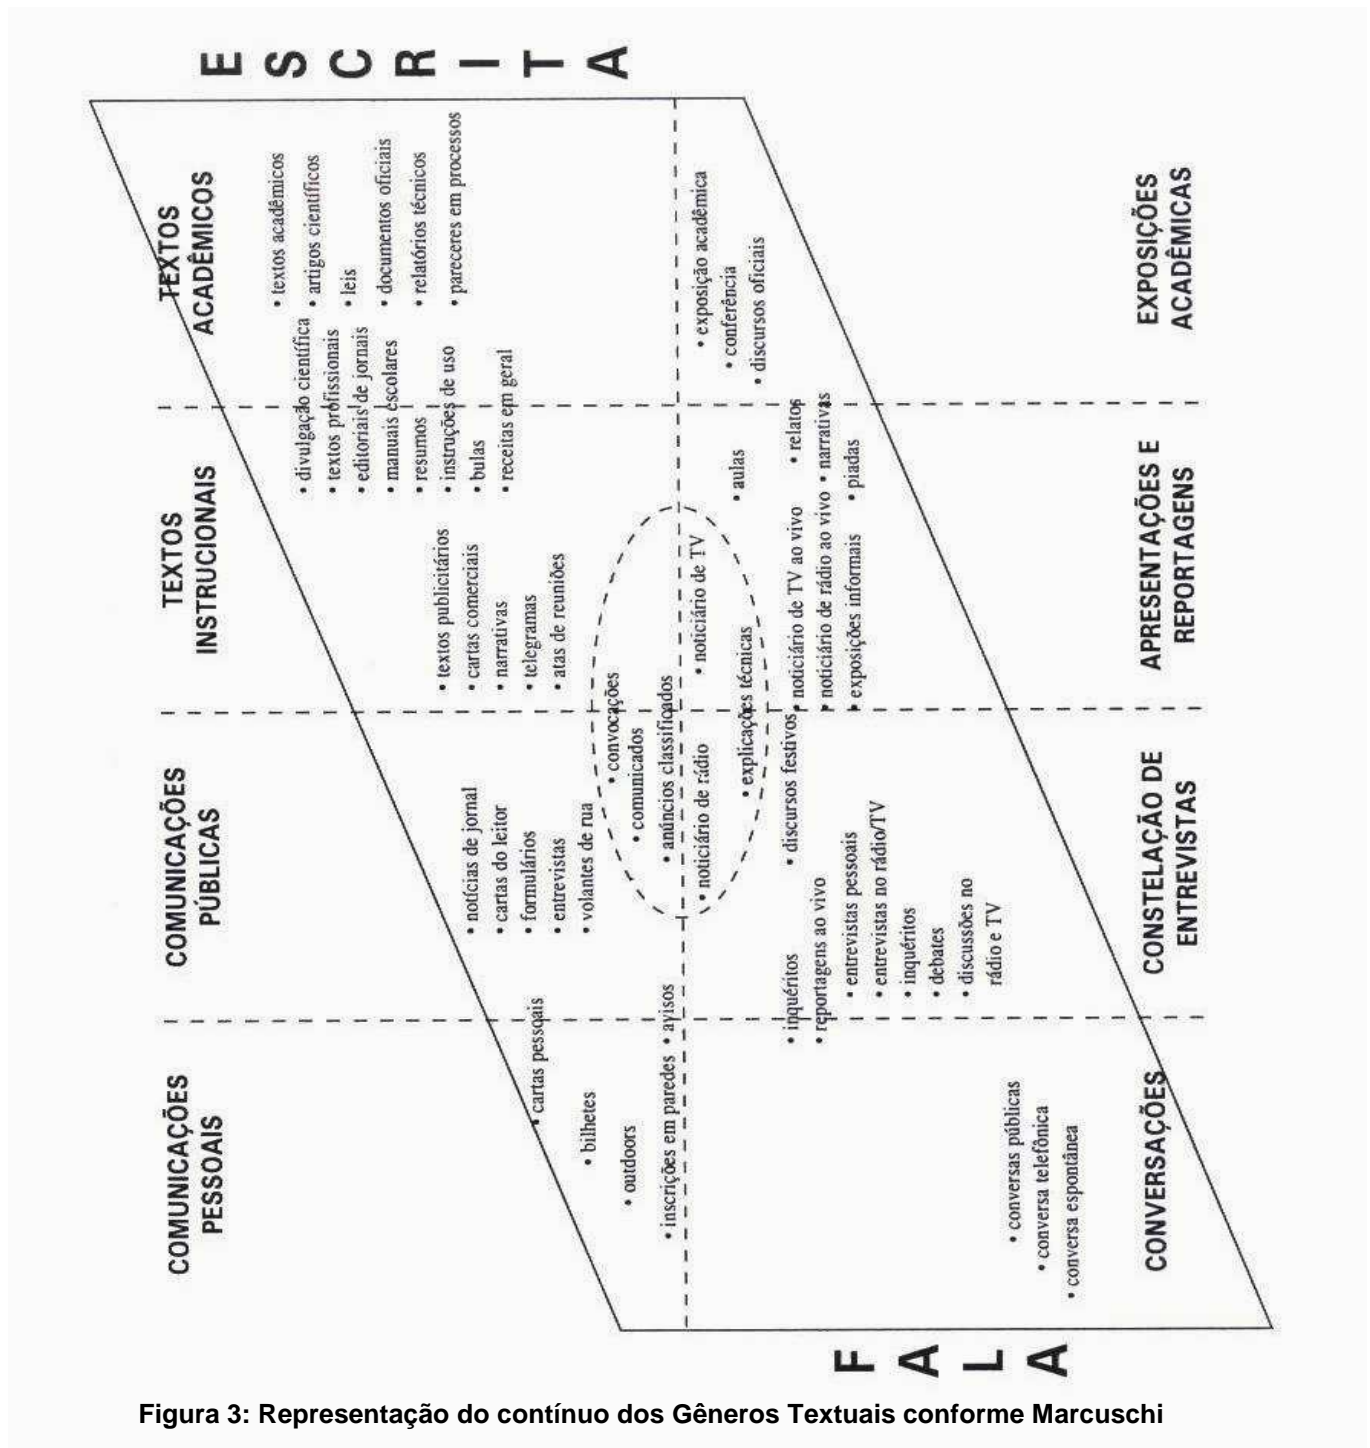 ESCRITA
COMUNICAÇÕES
PESSOAIS
COMUNICAÇÕES
PÚBLICAS
TEXTOS
INSTRUCIONAIS
TEXTOS
ACADÊMICOS
• cartas pessoais
• bilhetes
• outdoors
• inscrições em paredes • avisos
• notícias de jornal
• cartas do leitor
• formulários
• entrevistas
• volantes de rua
• convocações
• comunicados
• anúncios classificados
• textos publicitários
• cartas comerciais
• narrativas
• telegramas
• atas de reuniões
• divulgação científica
• textos profissionais
• editoriais de jornais
• manuais escolares
• resumos
• instruções de uso
• bulas
• receitas em geral
• textos acadêmicos
• artigos científicos
• leis
• documentos oficiais
• relatórios técnicos
• pareceres em processos
• noticiário de rádio
• noticiário de TV
• explicações técnicas
• conversas públicas
• conversa telefônica
• conversa espontânea
• inquéritos
• reportagens ao vivo
• entrevistas pessoais
• entrevistas no rádio/TV
• inquéritos
• debates
• discussões no
rádio e TV
• discursos festivos
• noticiário de TV ao vivo
• noticiário de rádio ao vivo
• exposições informais
• aulas
• relatos
• narrativas
• piadas
• exposição acadêmica
• conferência
• discursos oficiais
CONVERSAÇÕES
CONSTELAÇÃO DE
ENTREVISTAS
APRESENTAÇÕES E
REPORTAGENS
EXPOSIÇÕES
ACADÊMICAS
FALA
Figura 3: Representação do contínuo dos Gêneros Textuais conforme Marcuschi